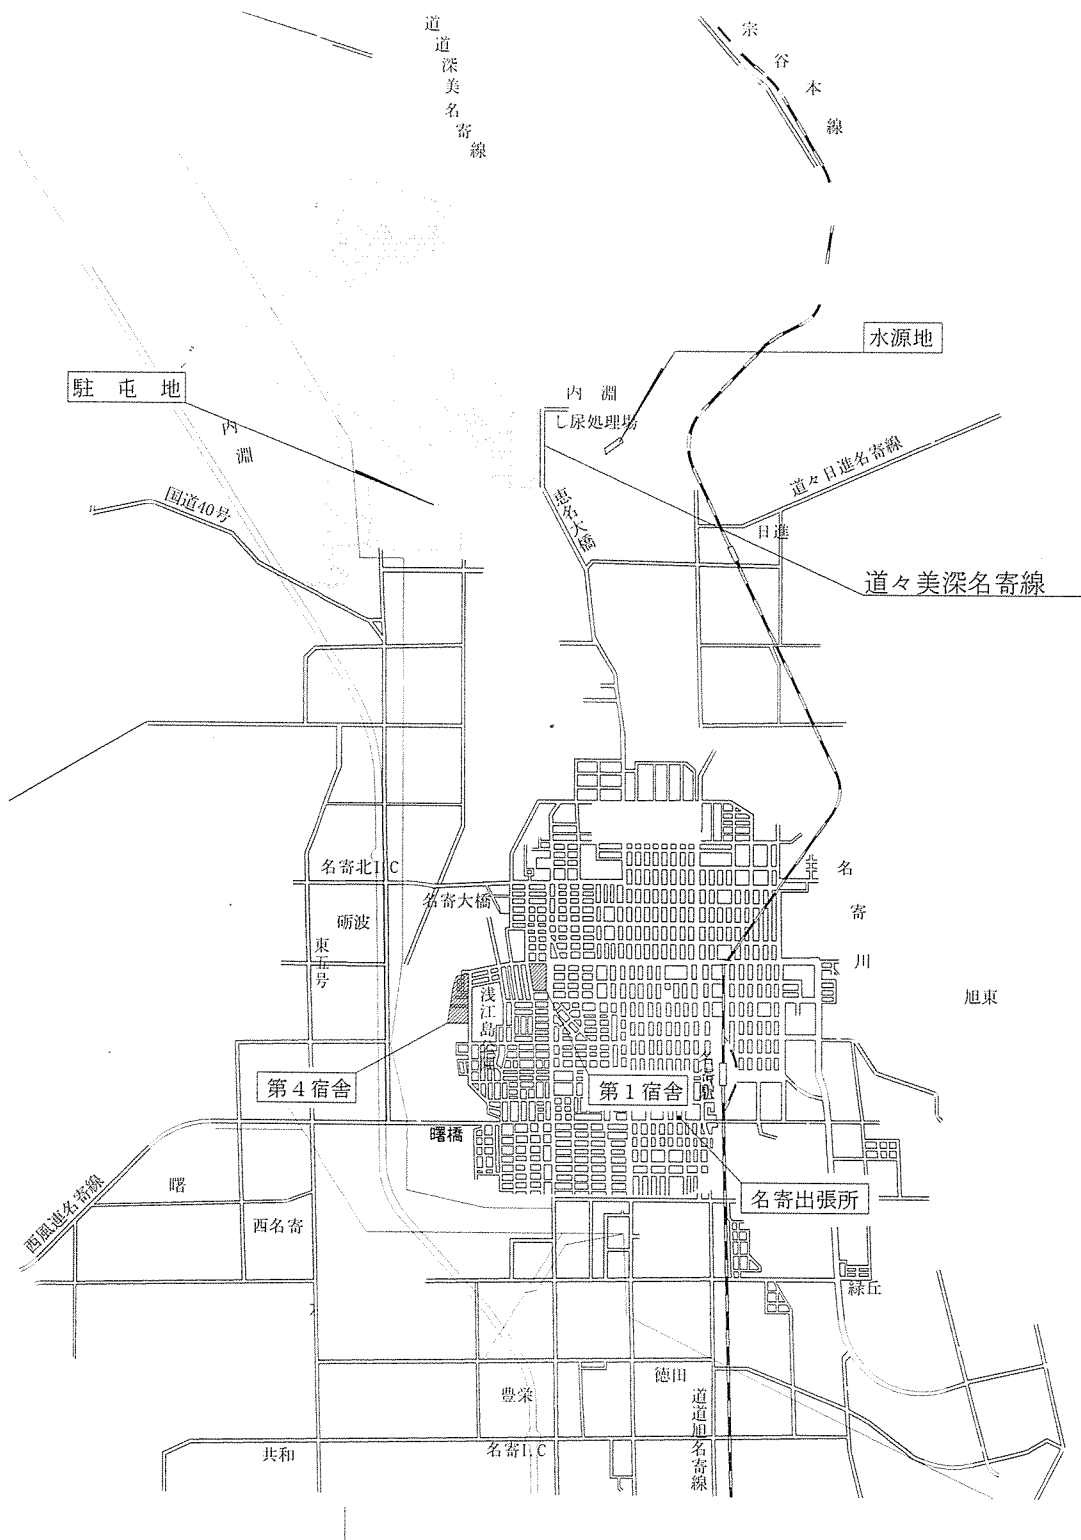 道道深美名寄線
宗谷本線
水源地
駐屯地
内淵
内淵
し尿処理場
道々日進名寄線
国道40号
恵名大橋
日進
道々美深名寄線
名寄北I.C
名寄大橋
名寄川
砺波
東五号
浅江島公園
旭東
第4宿舎
第1宿舎
曙橋
名寄出張所
曙
西風連名寄線
西名寄
緑丘
徳田
豊栄
道道旭名寄線
名寄I.C
共和